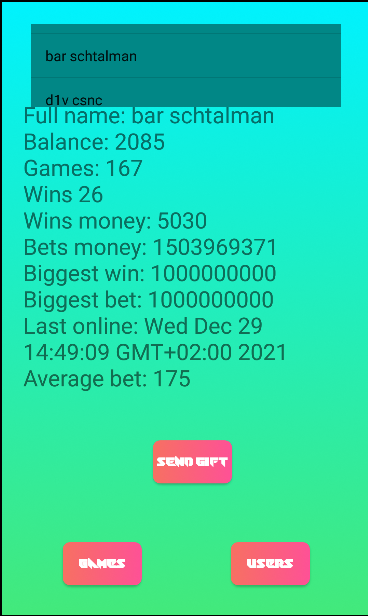 bar schtalman
d1v csnc
Full name: bar schtalman
Balance: 2085
Games: 167
Wins 26
Wins money: 5030
Bets money: 1503969371
Biggest win: 1000000000
Biggest bet: 1000000000
Last online: Wed Dec 29
14:49:09 GMT+02:00 2021
Average bet: 175
SEND GIFT
GAMES
USERS